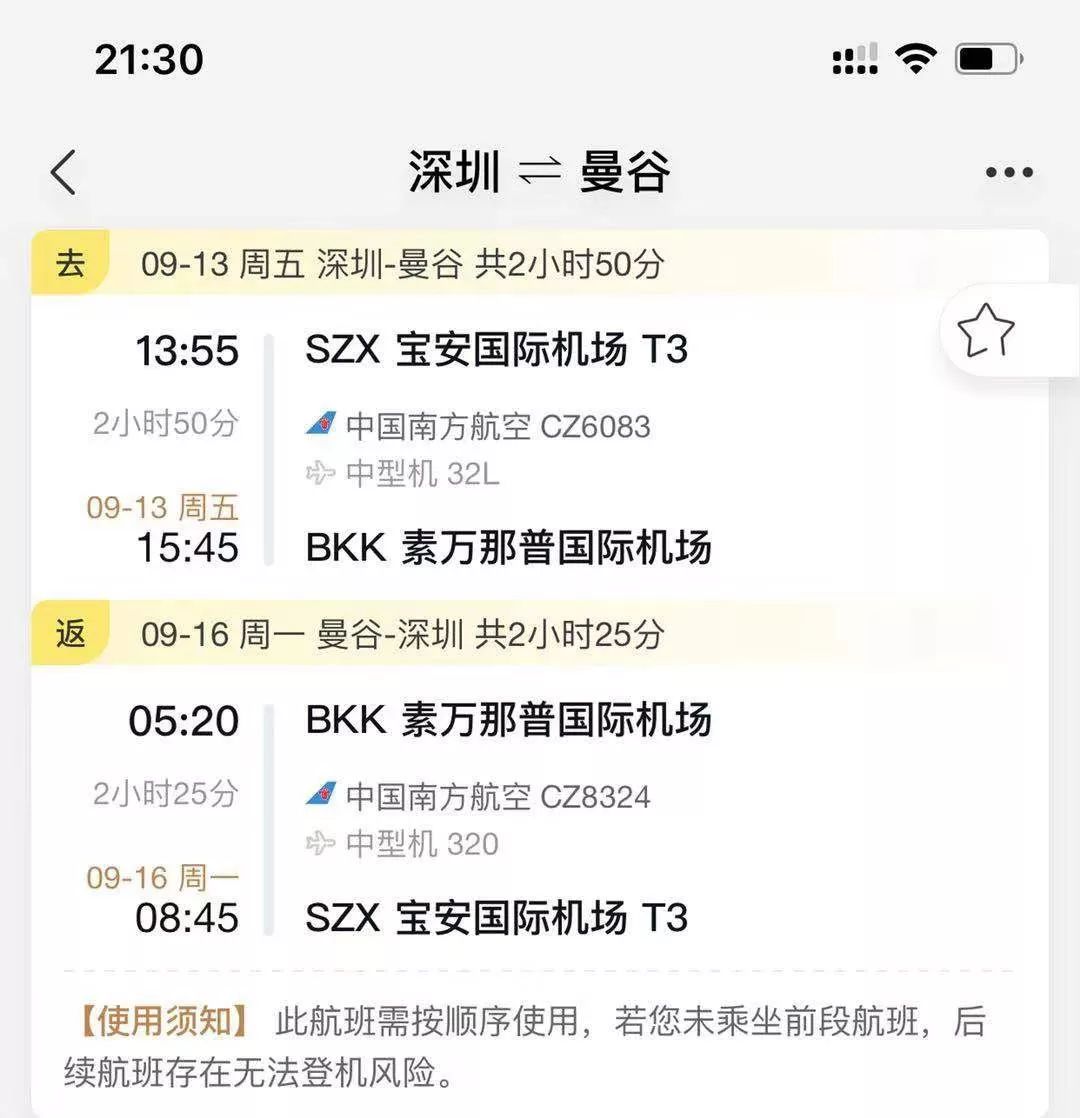 21:30
深圳 ⇌ 曼谷
去 09-13 周五 深圳-曼谷 共2小时50分
13:55 SZX 宝安国际机场 T3
2小时50分 中国南方航空 CZ6083
中型机 32L
09-13 周五
15:45 BKK 素万那普国际机场
返 09-16 周一 曼谷-深圳 共2小时25分
05:20 BKK 素万那普国际机场
2小时25分 中国南方航空 CZ8324
中型机 320
09-16 周一
08:45 SZX 宝安国际机场 T3
【使用须知】 此航班需按顺序使用，若您未乘坐前段航班，后
续航班存在无法登机风险。